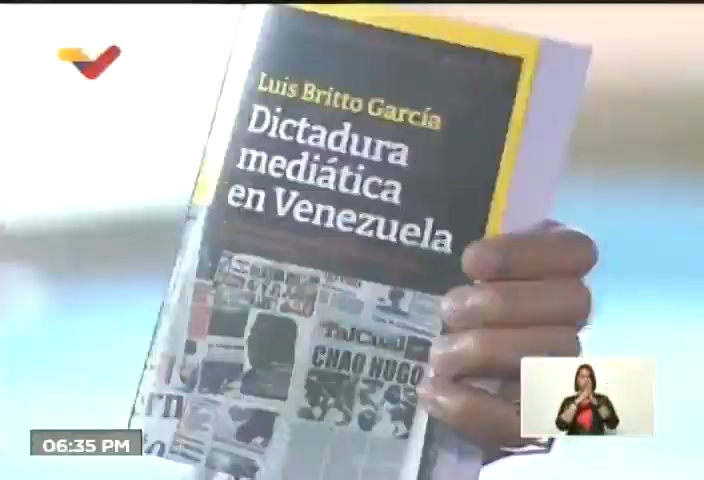 Luis Britto García
Dictadura
mediática
en Venezuela
TalCual
CHAO HUGO
06:35 PM